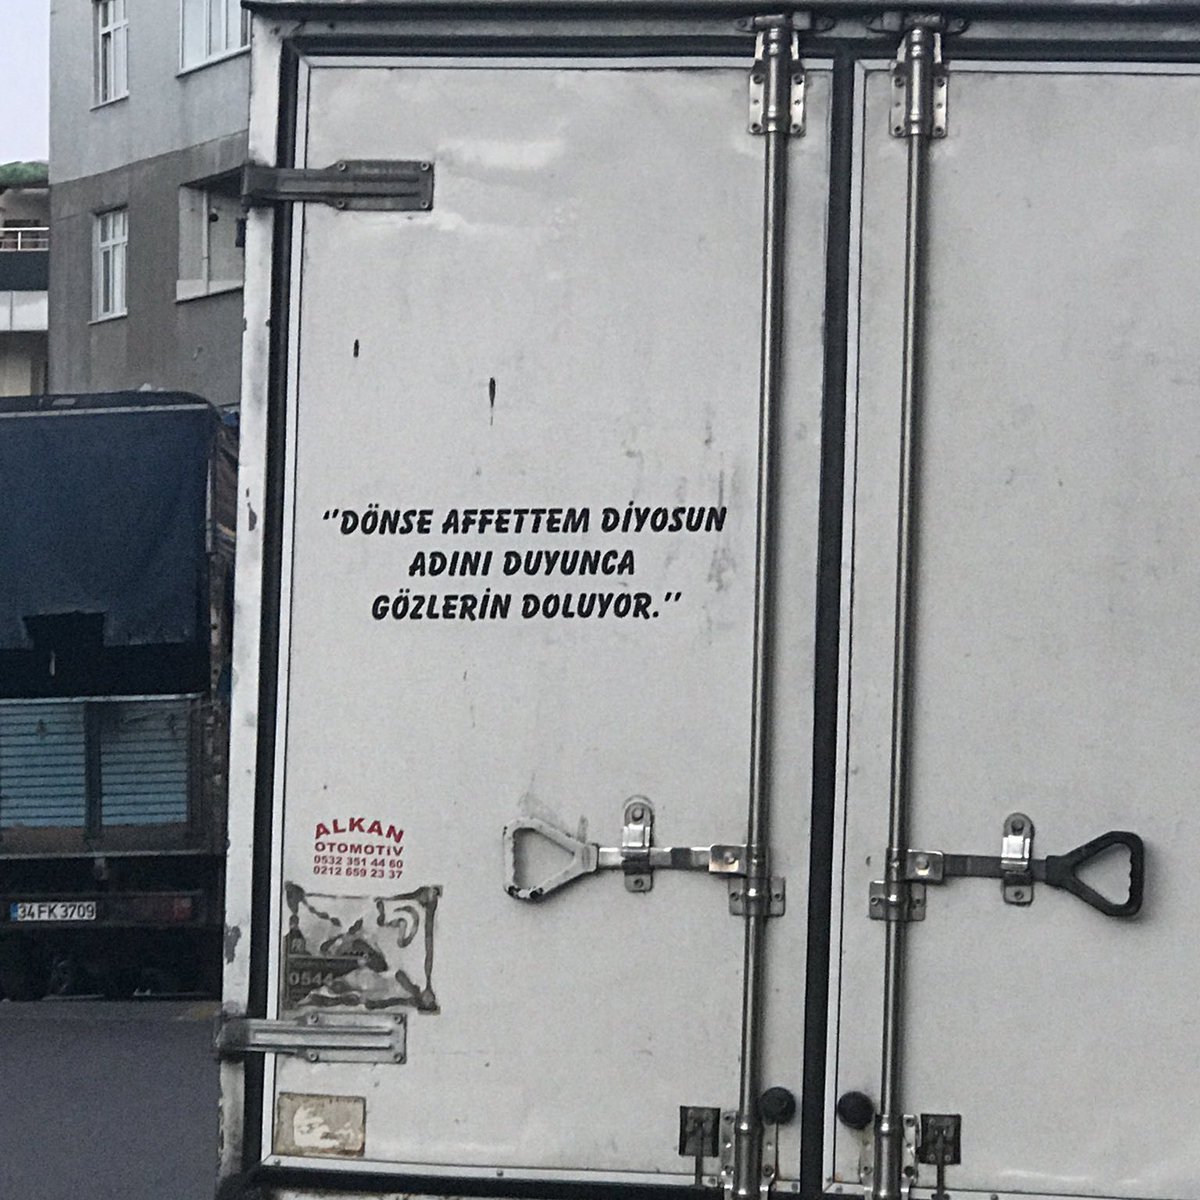 "DÖNSE AFFETTEM DİYOSUN
ADINI DUYUNCA
GÖZLERİN DOLUYOR."
ALKAN
OTOMOTİV
0532 351 44 60
0212 659 23 37
0544
34 FK 3709